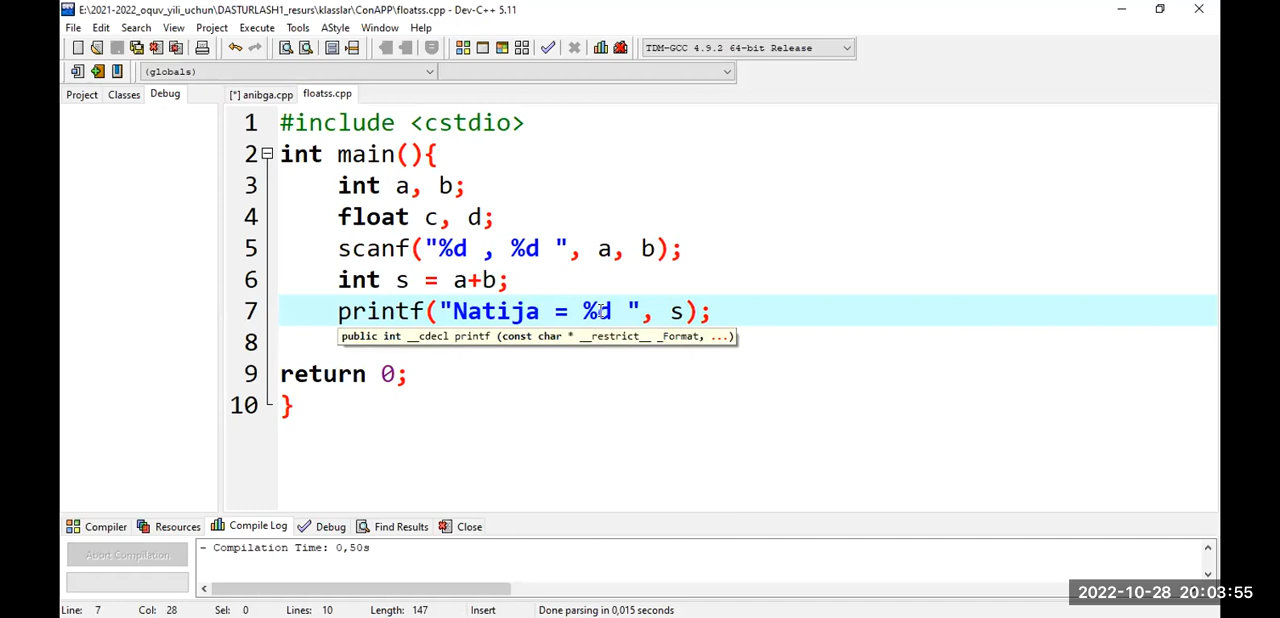 E:\2021-2022_oquv_yili_uchun\DASTURLASH1_resurs\klasslar\ConAPP\floatss.cpp - Dev-C++ 5.11
File Edit Search View Project Execute Tools AStyle Window Help
TDM-GCC 4.9.2 64-bit Release
(globals)
Project Classes Debug [*] anibga.cpp floatss.cpp
1 #include <cstdio>
2 int main(){
3 int a, b;
4 float c, d;
5 scanf("%d , %d ", a, b);
6 int s = a+b;
7 printf("Natija = %d ", s);
public int __cdecl printf (const char * __restrict__ _Format, ...)
8
9 return 0;
10 }
Compiler Resources Compile Log Debug Find Results Close
Abort Compilation
- Compilation Time: 0,50s
2022-10-28 20:03:55
Line: 7 Col: 28 Sel: 0 Lines: 10 Length: 147 Insert Done parsing in 0,015 seconds